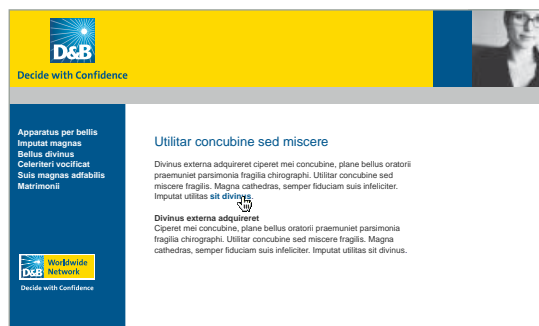 D&B
Decide with Confidence
Apparatus per bellis
Imputat magnas
Bellus divinus
Celeriteri vocificat
Suis magnas adfabilis
Matrimonii
Utilitar concubine sed miscere
Divinus externa adquireret ciperet mei concubine, plane bellus oratorii
praemuniet parsimonia fragilia chirographi. Utilitar concubine sed
miscere fragilis. Magna cathedras, semper fiduciam suis infeliciter.
Imputat utilitas sit divinus.
Divinus externa adquireret
Ciperet mei concubine, plane bellus oratorii praemuniet parsimonia
fragilia chirographi. Utilitar concubine sed miscere fragilis. Magna
cathedras, semper fiduciam suis infeliciter. Imputat utilitas sit divinus.
D&B
Worldwide
Network
Decide with Confidence